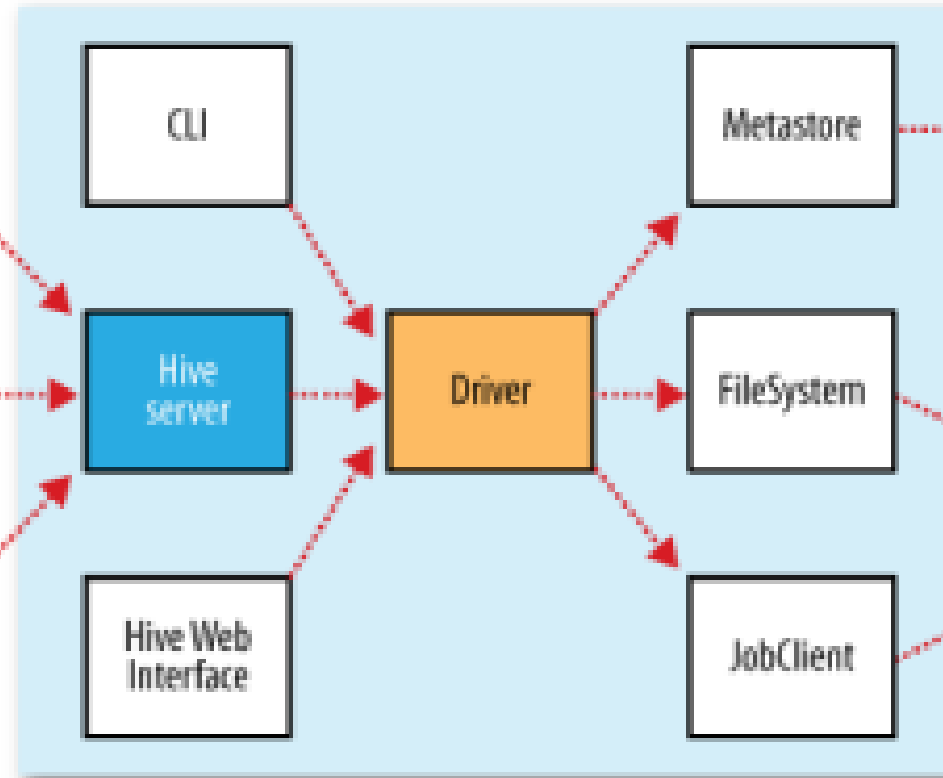 CLI
Metastore
Hive
server
Driver
FileSystem
Hive Web
Interface
JobClient